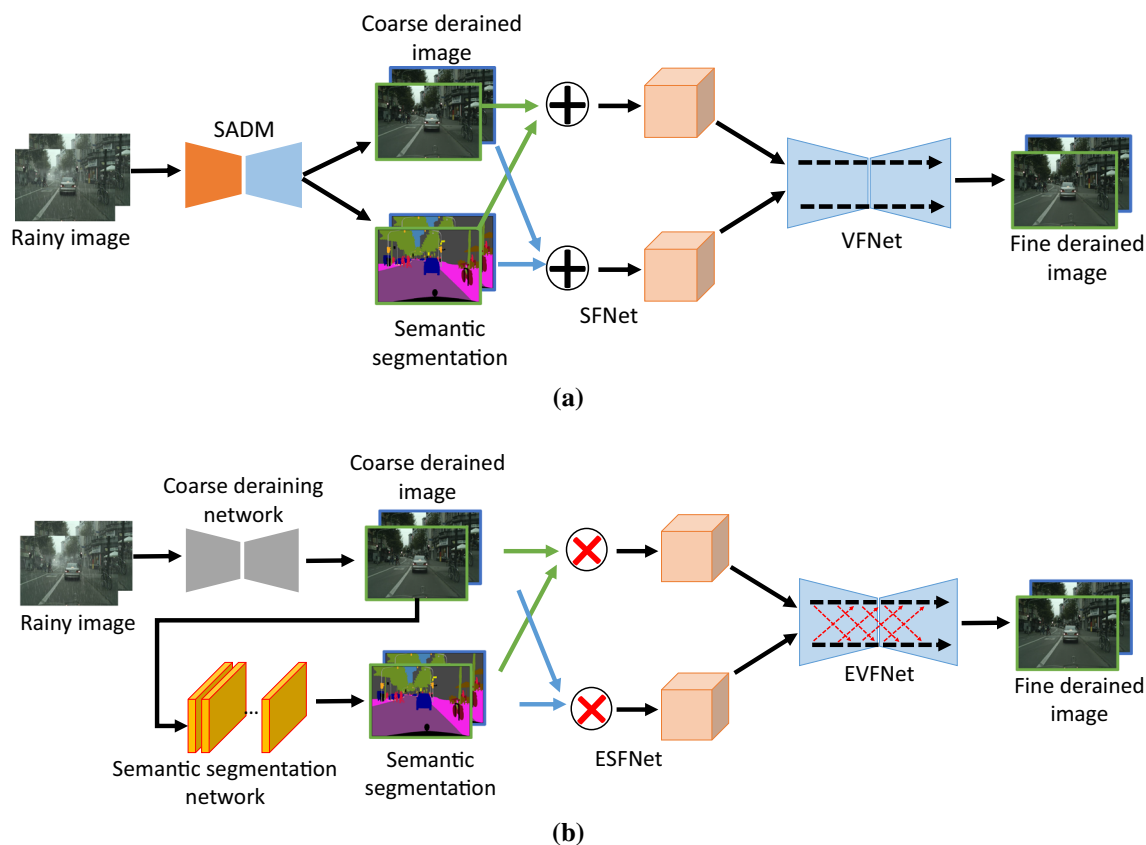 Coarse derained
image
SADM
Rainy image
VFNet
Fine derained
image
SFNet
Semantic
segmentation
(a)
Coarse deraining
network
Coarse derained
image
Rainy image
...
EVFNet
Fine derained
image
Semantic segmentation
network
Semantic
segmentation
ESFNet
(b)